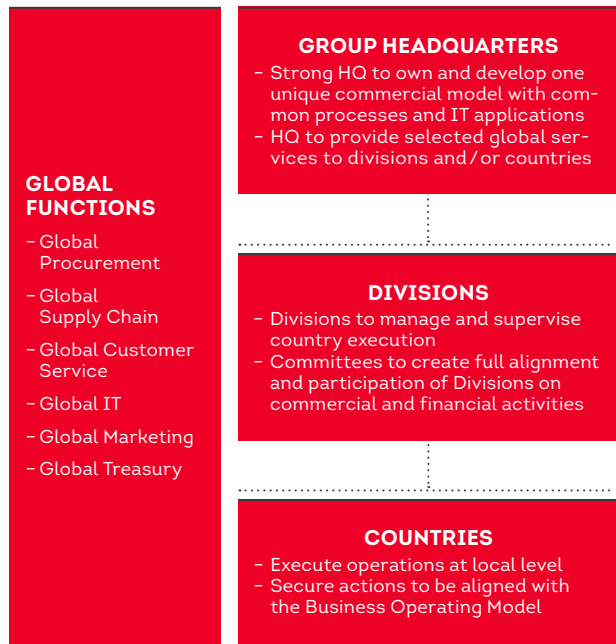 GLOBAL
FUNCTIONS
– Global
Procurement
– Global
Supply Chain
– Global Customer
Service
– Global IT
– Global Marketing
– Global Treasury
GROUP HEADQUARTERS
– Strong HQ to own and develop one
unique commercial model with com-
mon processes and IT applications
– HQ to provide selected global ser-
vices to divisions and/or countries
DIVISIONS
– Divisions to manage and supervise
country execution
– Committees to create full alignment
and participation of Divisions on
commercial and financial activities
COUNTRIES
– Execute operations at local level
– Secure actions to be aligned with
the Business Operating Model